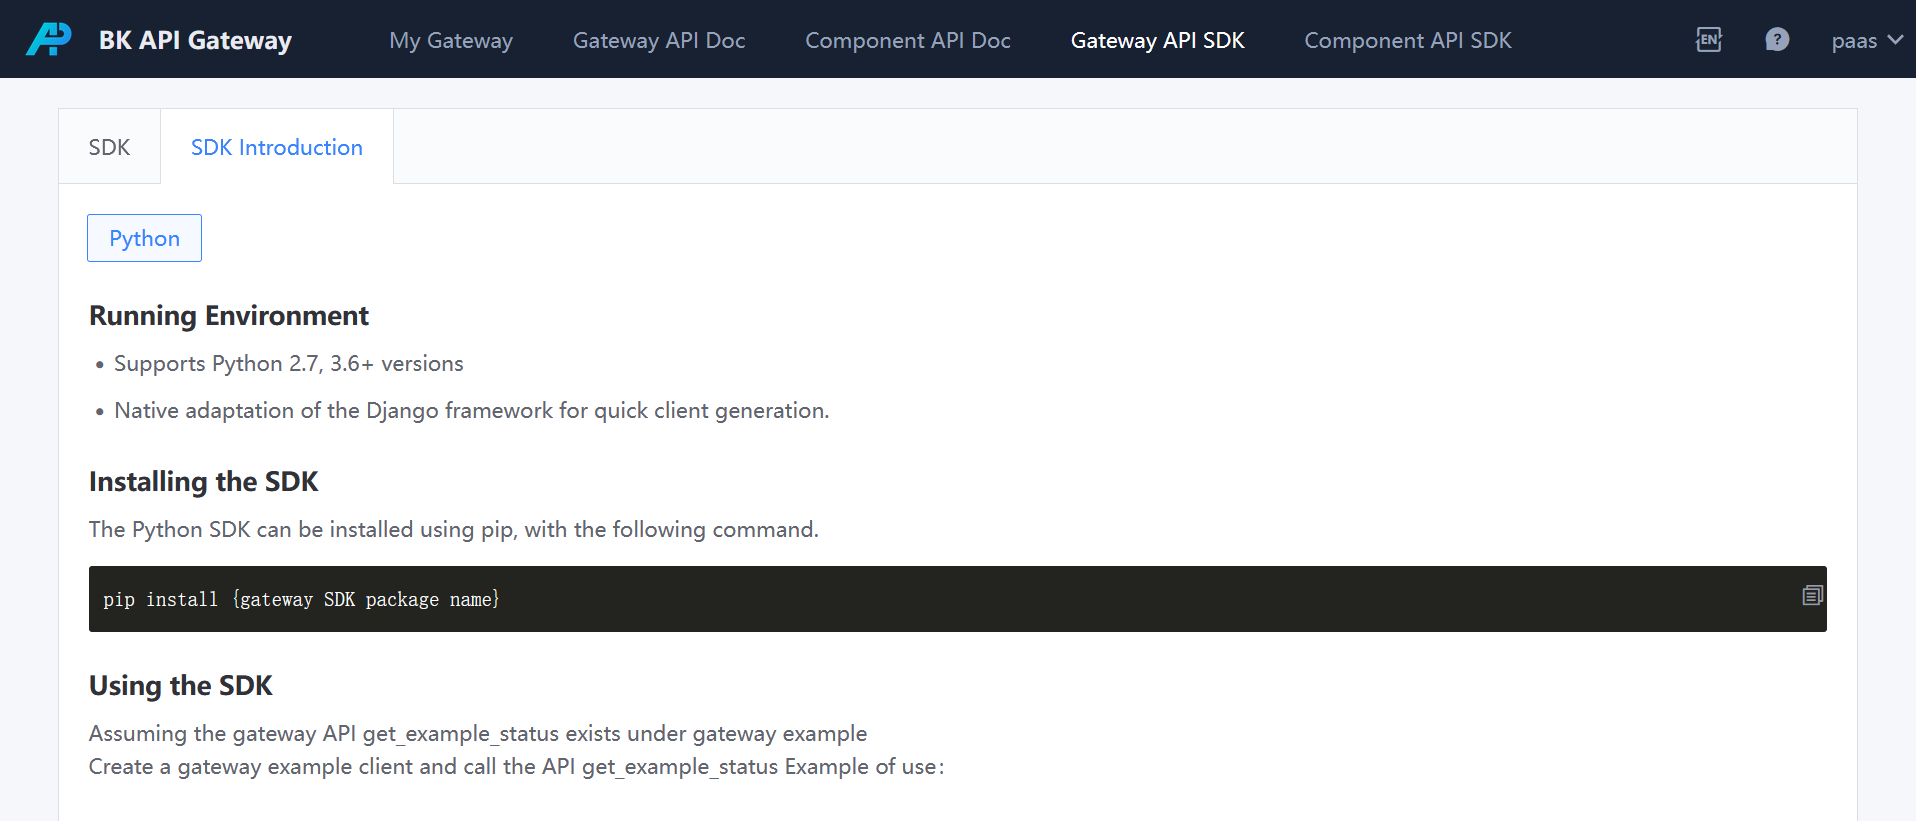 BK API Gateway
My Gateway
Gateway API Doc
Component API Doc
Gateway API SDK
Component API SDK
EN
?
paas
SDK
SDK Introduction
Python
Running Environment
• Supports Python 2.7, 3.6+ versions
• Native adaptation of the Django framework for quick client generation.
Installing the SDK
The Python SDK can be installed using pip, with the following command.
pip install {gateway SDK package name}
Using the SDK
Assuming the gateway API get_example_status exists under gateway example
Create a gateway example client and call the API get_example_status Example of use：